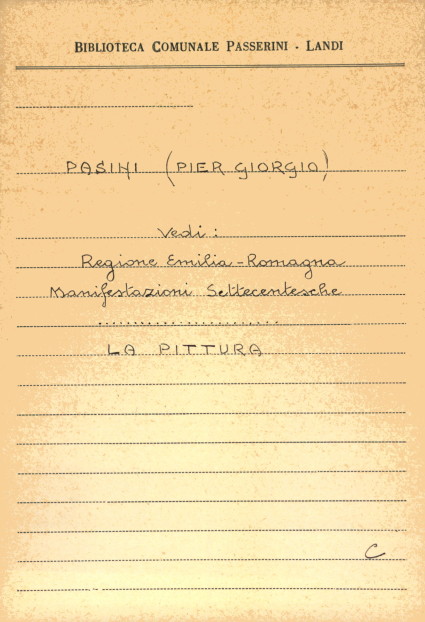 BIBLIOTECA COMUNALE PASSERINI - LANDI
PASINI (PIER GIORGIO)
Vedi:
Regione Emilia-Romagna
Manifestazioni Settecentesche
........................
LA PITTURA
C